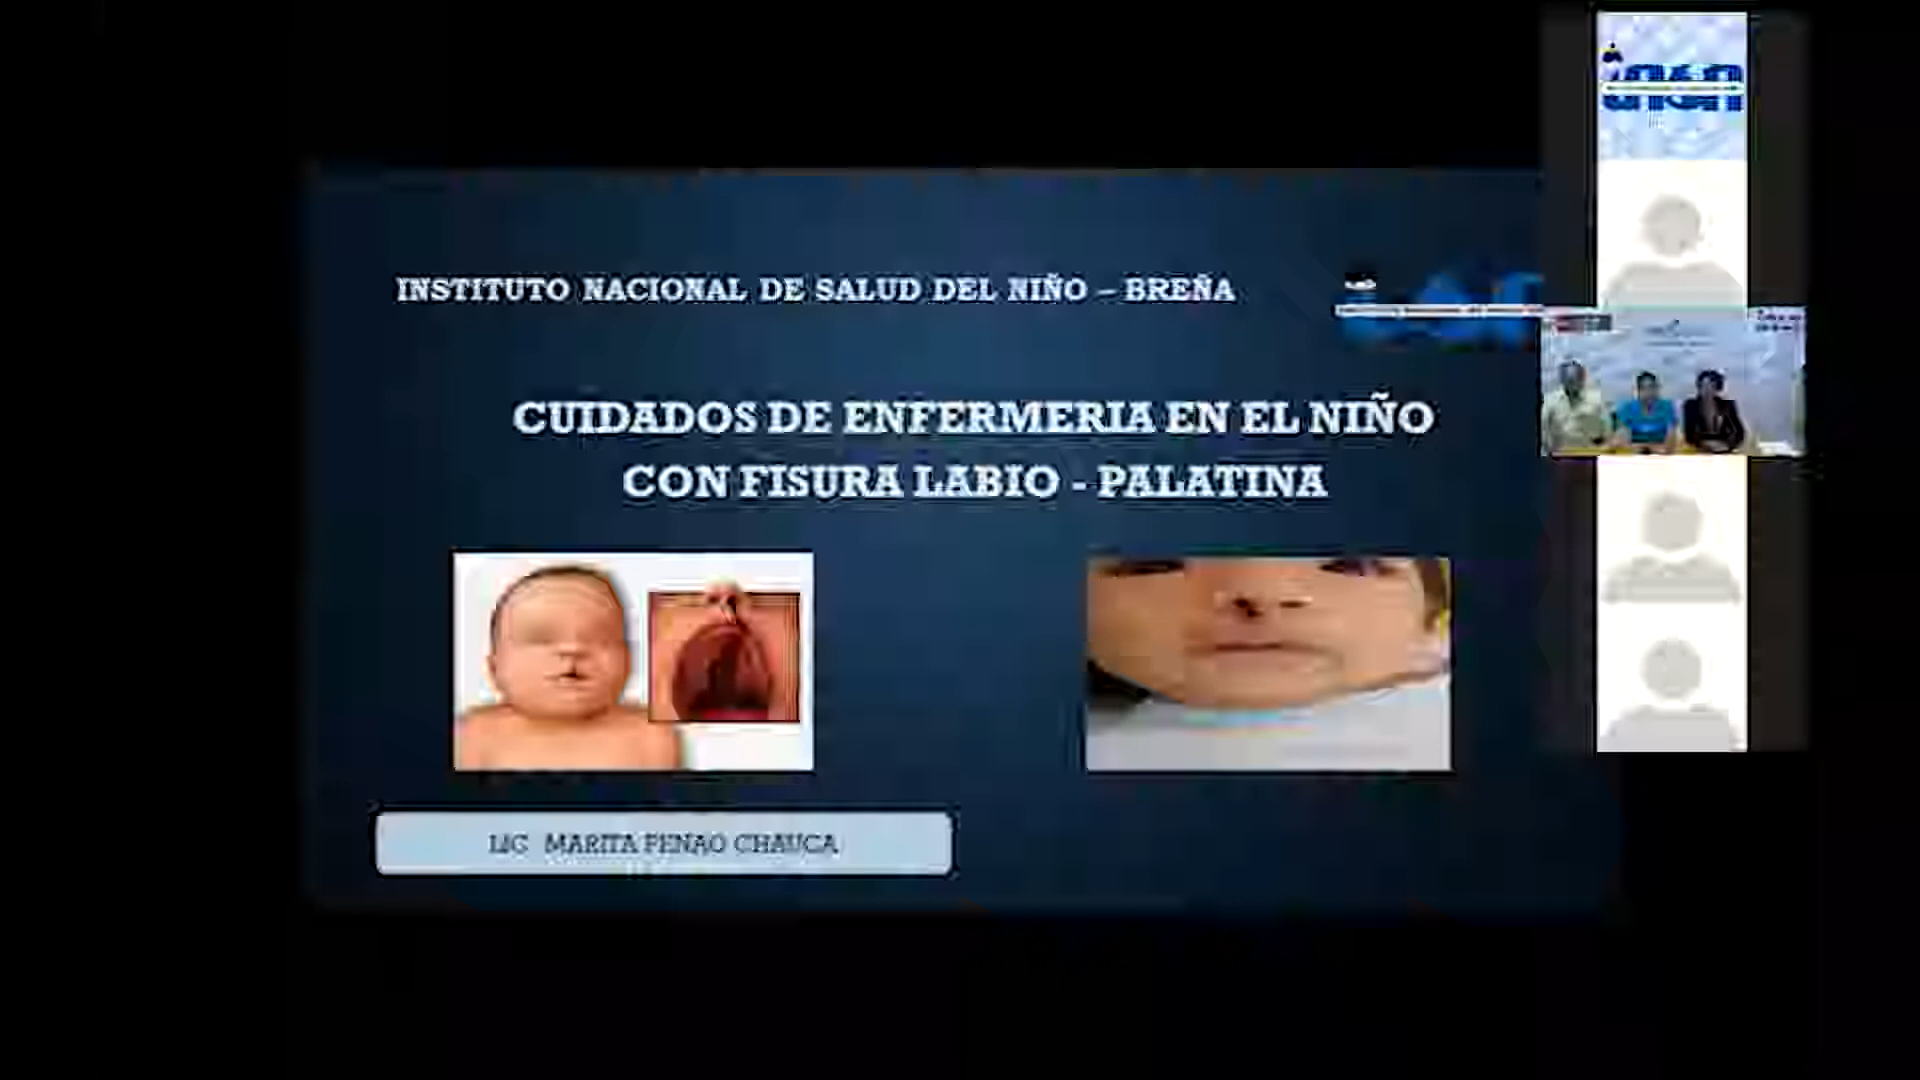 INSTITUTO NACIONAL DE SALUD DEL NIÑO – BREÑA
CUIDADOS DE ENFERMERIA EN EL NIÑO
CON FISURA LABIO - PALATINA
LIC MARITA CHAUCA